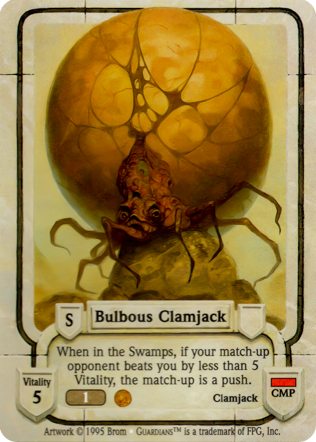 S
Bulbous Clamjack
When in the Swamps, if your match-up
opponent beats you by less than 5
Vitality, the match-up is a push.
Clamjack
Vitality
5
1
CMP
Artwork © 1995 Brom • GUARDIANS™ is a trademark of FPG, Inc.